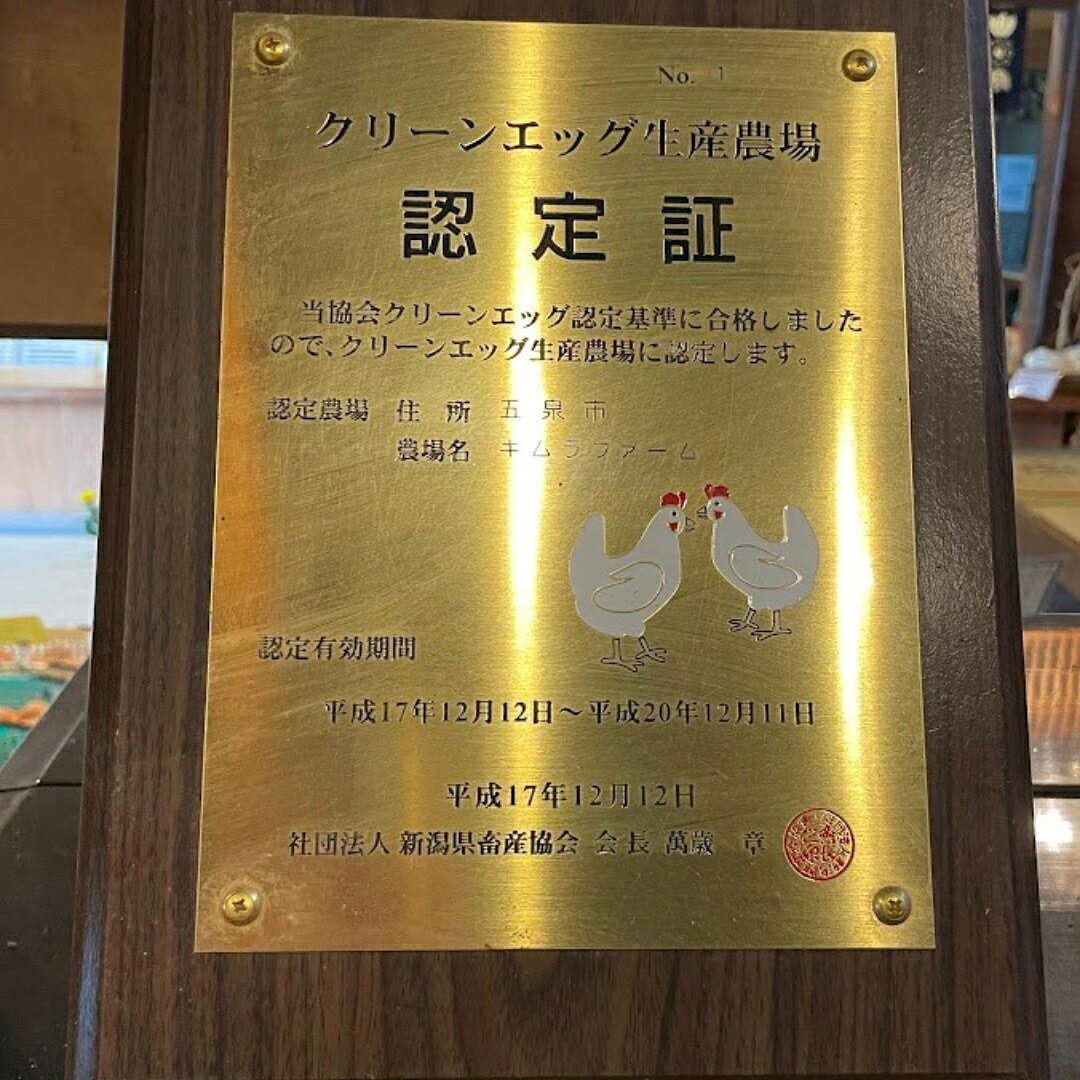 No. 1
クリーンエッグ生産農場
認定証
当協会クリーンエッグ認定基準に合格しました
ので、クリーンエッグ生産農場に認定します。
認定農場 住所 五泉市
農場名 キムラファーム
認定有効期間
平成17年12月12日～平成20年12月11日
平成17年12月12日
社団法人 新潟県畜産協会 会長 萬歳 章